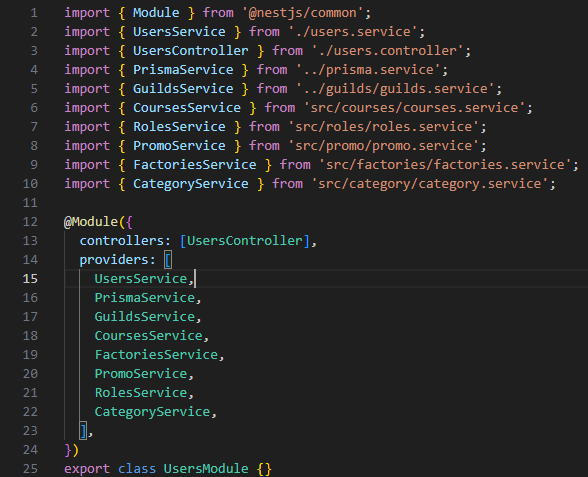 1 import { Module } from '@nestjs/common';
2 import { UsersService } from './users.service';
3 import { UsersController } from './users.controller';
4 import { PrismaService } from '../prisma.service';
5 import { GuildsService } from '../guilds/guilds.service';
6 import { CoursesService } from 'src/courses/courses.service';
7 import { RolesService } from 'src/roles/roles.service';
8 import { PromoService } from 'src/promo/promo.service';
9 import { FactoriesService } from 'src/factories/factories.service';
10 import { CategoryService } from 'src/category/category.service';
11
12 @Module({
13   controllers: [UsersController],
14   providers: [
15     UsersService,
16     PrismaService,
17     GuildsService,
18     CoursesService,
19     FactoriesService,
20     PromoService,
21     RolesService,
22     CategoryService,
23   ],
24 })
25 export class UsersModule {}